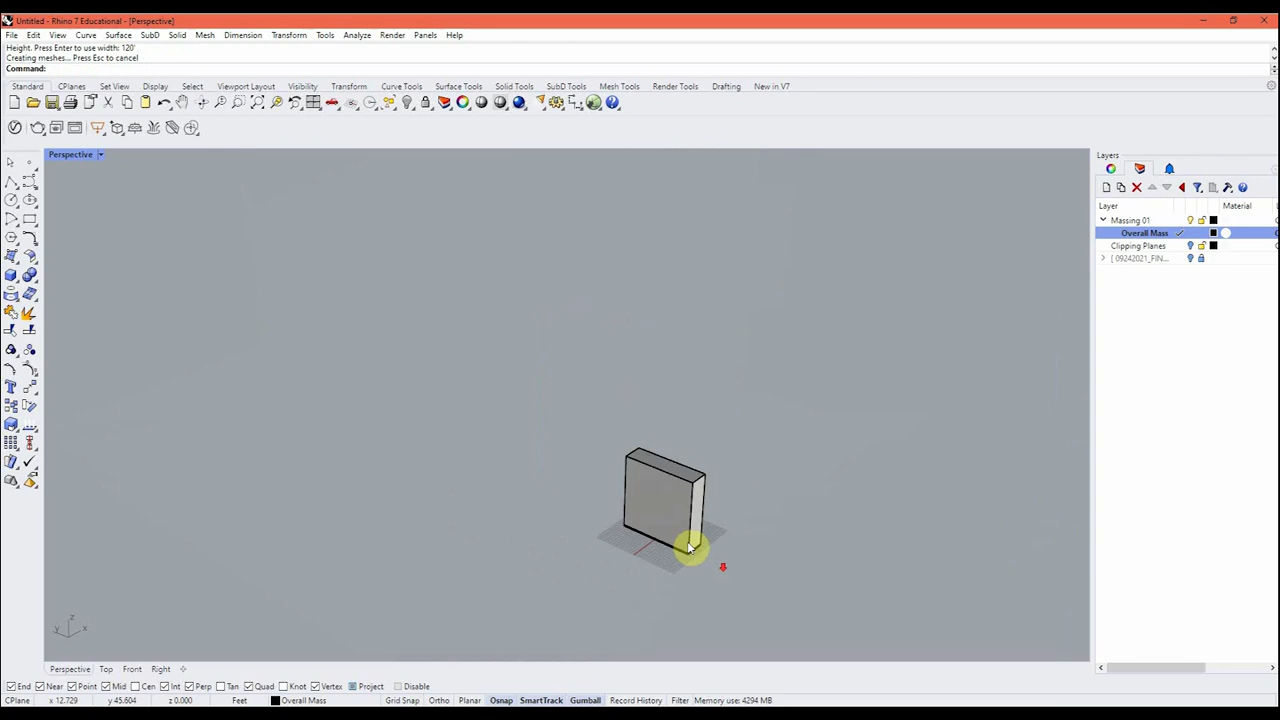 Untitled - Rhino 7 Educational - [Perspective]
File Edit View Curve Surface SubD Solid Mesh Dimension Transform Tools Analyze Render Panels Help
Height. Press Enter to use width: 120'
Creating meshes... Press Esc to cancel
Command:
Standard CPlanes Set View Display Select Viewport Layout Visibility Transform Curve Tools Surface Tools Solid Tools SubD Tools Mesh Tools Render Tools Drafting New in V7
Perspective
Layers
Layer Material
Massing 01
Overall Mass
Clipping Planes
[ 09242021_FIN...
z
y x
Perspective Top Front Right
End Near Point Mid Cen Int Perp Tan Quad Knot Vertex Project Disable
CPlane x 12.729 y 45.604 z 0.000 Feet Overall Mass Grid Snap Ortho Planar Osnap SmartTrack Gumball Record History Filter Memory use: 4294 MB